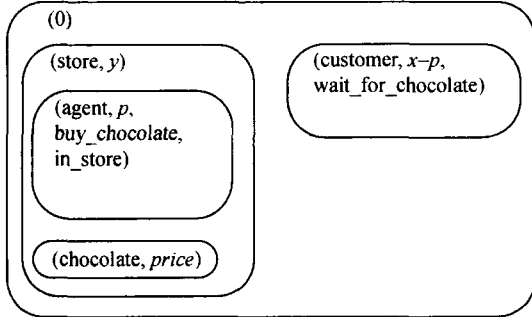 (0)
(store, y)
(agent, p,
buy_chocolate,
in_store)
(chocolate, price)
(customer, x–p,
wait_for_chocolate)